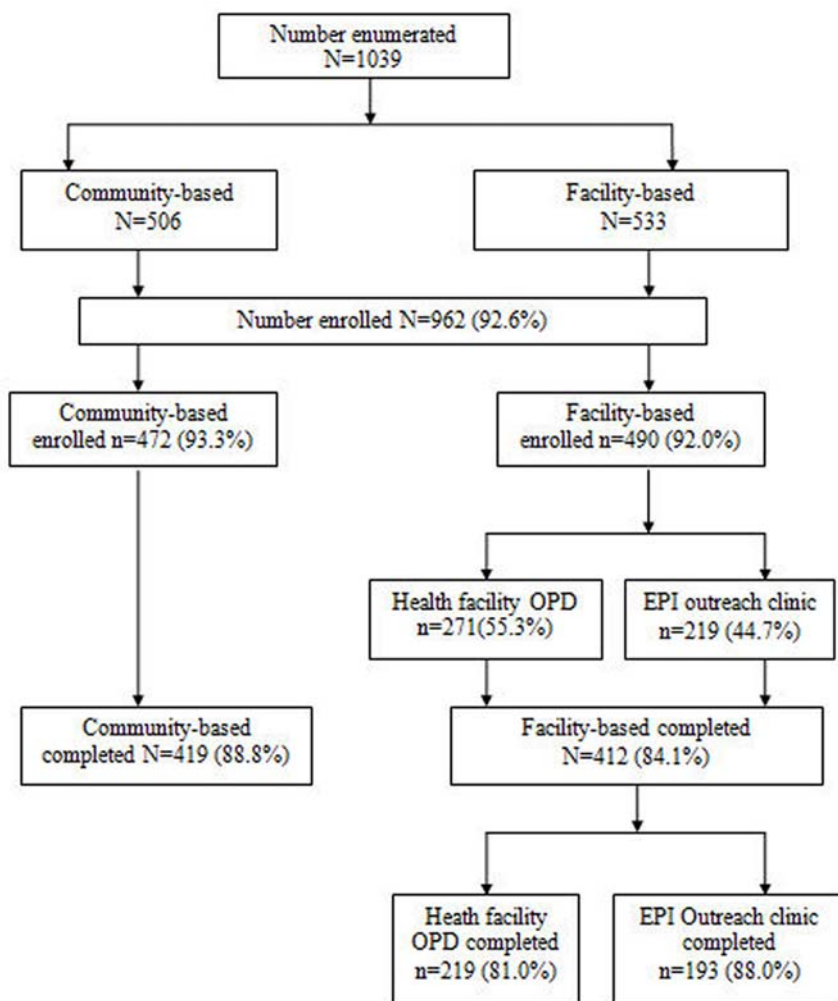 Number enumerated
N=1039
Community-based
N=506
Facility-based
N=533
Number enrolled N=962 (92.6%)
Community-based
enrolled n=472 (93.3%)
Facility-based
enrolled n=490 (92.0%)
Health facility OPD
n=271(55.3%)
EPI outreach clinic
n=219 (44.7%)
Community-based
completed N=419 (88.8%)
Facility-based completed
N=412 (84.1%)
Heath facility
OPD completed
n=219 (81.0%)
EPI Outreach clinic
completed
n=193 (88.0%)